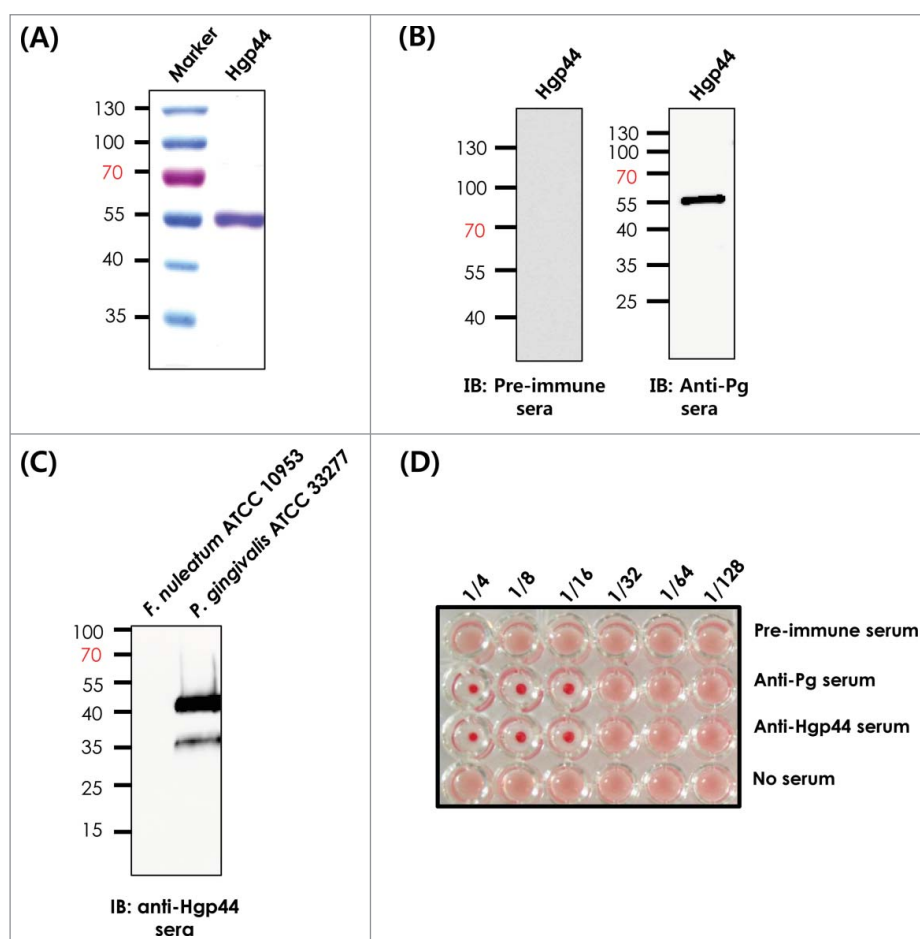 (A)
Marker
Hgp44
130
100
70
55
40
35
(B)
Hgp44
130
100
70
55
40
IB: Pre-immune
sera
Hgp44
130
100
70
55
40
35
25
IB: Anti-Pg
sera
(C)
F. nuleatum ATCC 10953
P. gingivalis ATCC 33277
100
70
55
40
35
25
15
IB: anti-Hgp44
sera
(D)
1/4 1/8 1/16 1/32 1/64 1/128
Pre-immune serum
Anti-Pg serum
Anti-Hgp44 serum
No serum